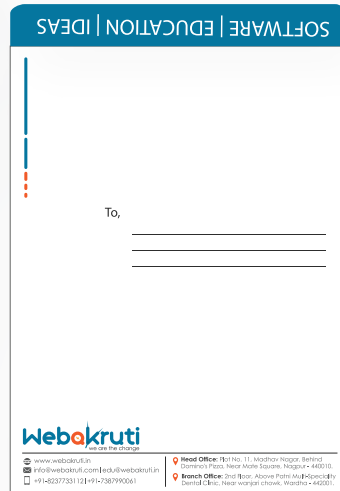 SOFTWARE | EDUCATION | IDEAS
To,
Webakruti
we are the change
www.webakruti.in
info@webakruti.com | edu@webakruti.in
+91-8237733112 | +91-7387990061
Head Office: Plot No. 11, Madhav Nagar, Behind
Domino's Pizza, Near Mate Square, Nagpur - 440010.
Branch Office: 2nd Floor, Above Patni Multi-Speciality
Dental Clinic, Near wanjari chowk, Wardha - 442001.